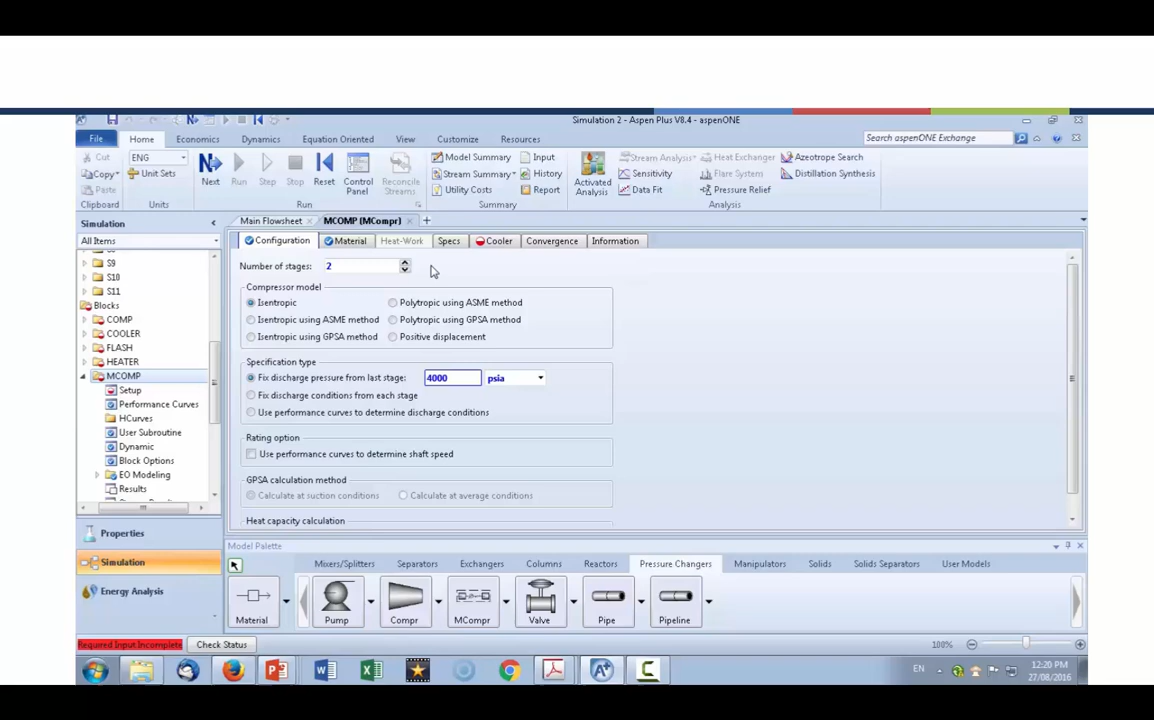 Simulation 2 - Aspen Plus V8.4 - aspenONE
File Home Economics Dynamics Equation Oriented View Customize Resources Search aspenONE Exchange
Cut ENG Model Summary Input Stream Analysis Heat Exchanger Azeotrope Search
Copy Unit Sets Next Run Step Stop Reset Control Panel Reconcile Streams Stream Summary History Activated Analysis Sensitivity Flare System Distillation Synthesis
Paste Utility Costs Report Data Fit Pressure Relief
Clipboard Units Run Summary Analysis
Simulation Main Flowsheet MCOMP (MCompr)
All Items Configuration Material Heat-Work Specs Cooler Convergence Information
S9
S10
S11
Blocks
COMP
COOLER
FLASH
HEATER
MCOMP
Setup
Performance Curves
HCurves
User Subroutine
Dynamic
Block Options
EO Modeling
Results
Number of stages: 2
Compressor model
Isentropic Polytropic using ASME method
Isentropic using ASME method Polytropic using GPSA method
Isentropic using GPSA method Positive displacement
Specification type
Fix discharge pressure from last stage: 4000 psia
Fix discharge conditions from each stage
Use performance curves to determine discharge conditions
Rating option
Use performance curves to determine shaft speed
GPSA calculation method
Calculate at suction conditions Calculate at average conditions
Heat capacity calculation
Properties
Simulation
Energy Analysis
Model Palette
Mixers/Splitters Separators Exchangers Columns Reactors Pressure Changers Manipulators Solids Solids Separators User Models
Material Pump Compr MCompr Valve Pipe Pipeline
Required Input Incomplete Check Status 100%
EN 12:20 PM
27/08/2016